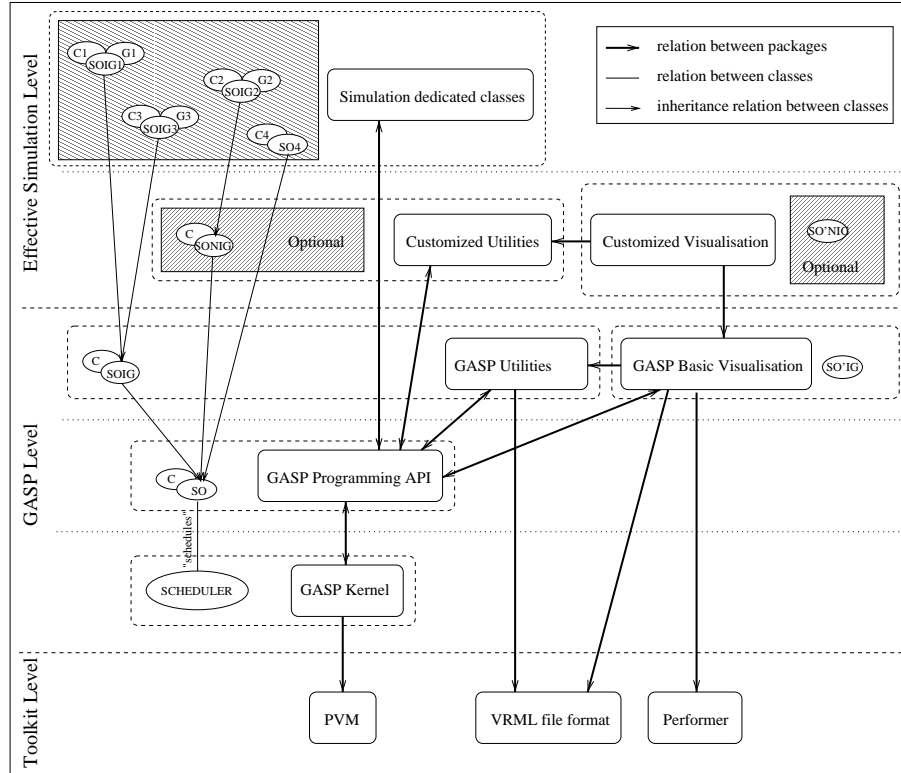 Effective Simulation Level
C1
G1
SOIG1
C2
G2
SOIG2
C3
G3
SOIG3
C4
SO4
Simulation dedicated classes
relation between packages
relation between classes
inheritance relation between classes
C
SONIG
Optional
Customized Utilities
Customized Visualisation
SO'NIG
Optional
GASP Level
C
SOIG
GASP Utilities
GASP Basic Visualisation
SO'IG
C
SO
GASP Programming API
"schedules"
SCHEDULER
GASP Kernel
Toolkit Level
PVM
VRML file format
Performer